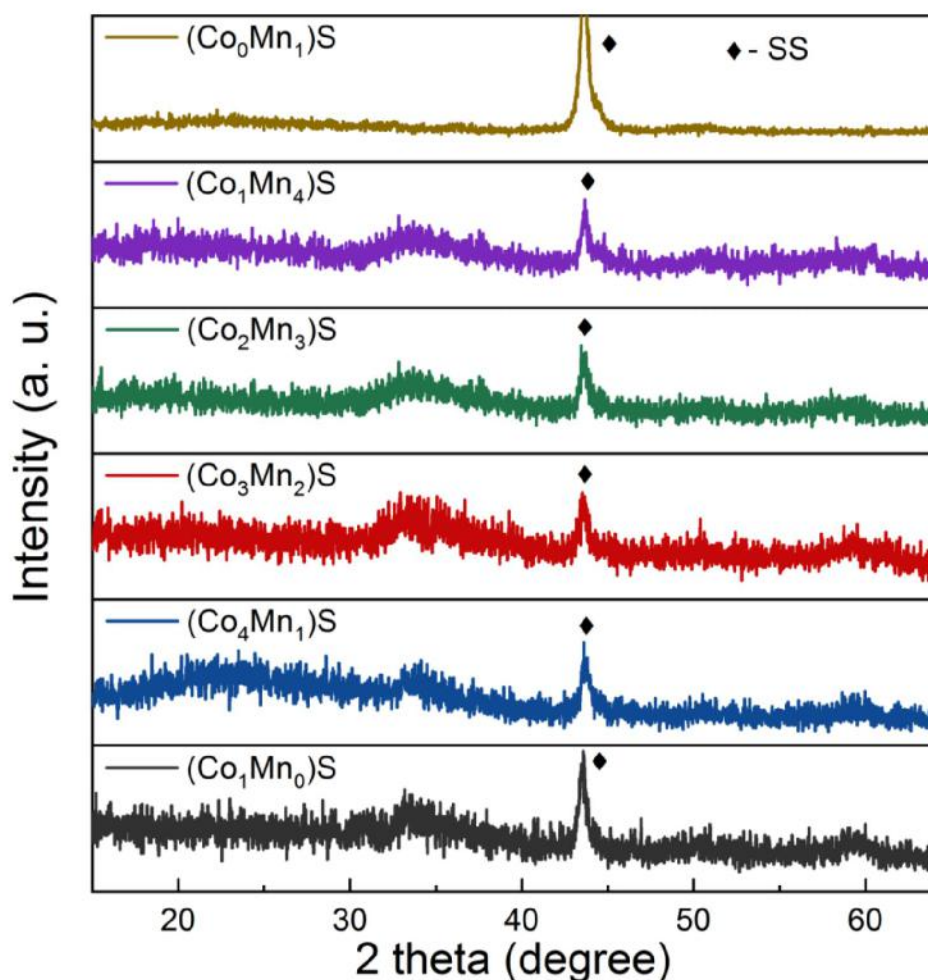 (Co₀Mn₁)S
◆ - SS
(Co₁Mn₄)S
(Co₂Mn₃)S
(Co₃Mn₂)S
(Co₄Mn₁)S
(Co₁Mn₀)S
Intensity (a. u.)
20 30 40 50 60
2 theta (degree)